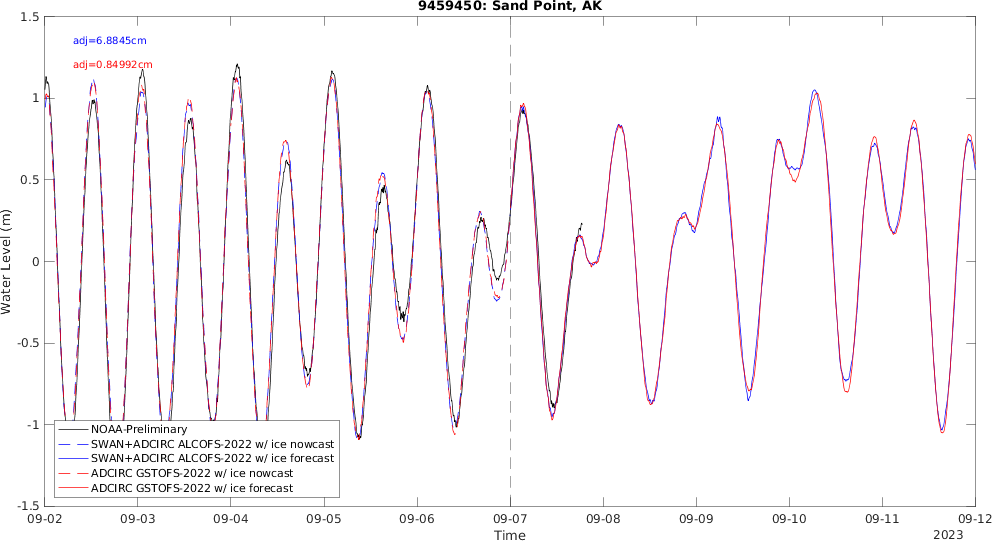 9459450: Sand Point, AK
adj=6.8845cm
adj=0.84992cm
Water Level (m)
1.5
1
0.5
0
-0.5
-1
-1.5
NOAA-Preliminary
SWAN+ADCIRC ALCOFS-2022 w/ ice nowcast
SWAN+ADCIRC ALCOFS-2022 w/ ice forecast
ADCIRC GSTOFS-2022 w/ ice nowcast
ADCIRC GSTOFS-2022 w/ ice forecast
09-02 09-03 09-04 09-05 09-06 09-07 09-08 09-09 09-10 09-11 09-12
Time
2023